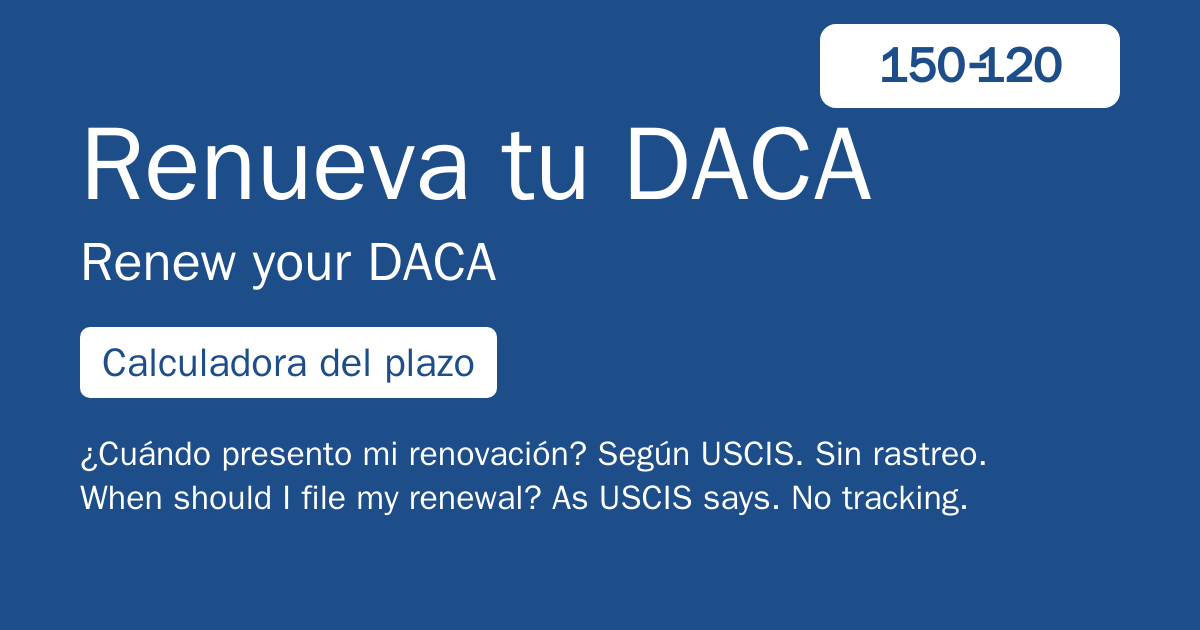 150-120
Renueva tu DACA
Renew your DACA
Calculadora del plazo
¿Cuándo presento mi renovación? Según USCIS. Sin rastreo.
When should I file my renewal? As USCIS says. No tracking.